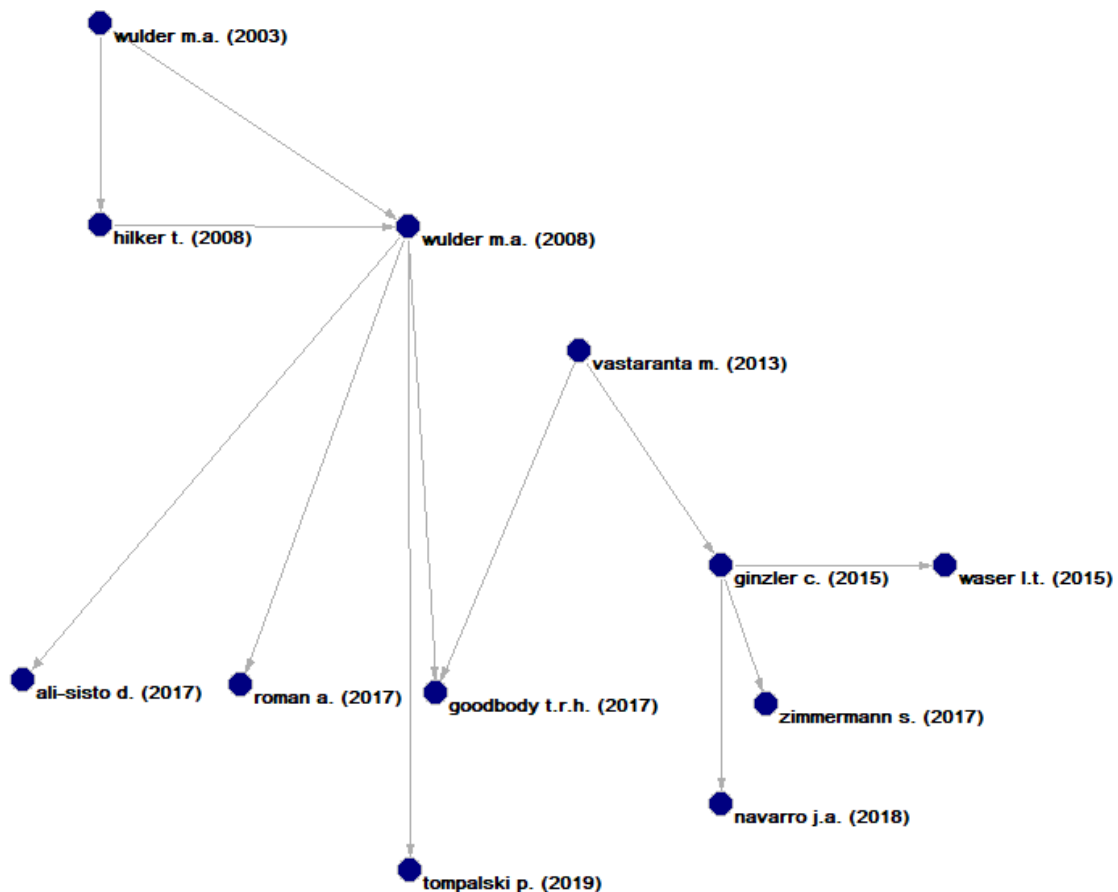 wulder m.a. (2003)
hilker t. (2008)
wulder m.a. (2008)
vastaranta m. (2013)
ginzler c. (2015)
waser l.t. (2015)
ali-sisto d. (2017)
roman a. (2017)
goodbody t.r.h. (2017)
zimmermann s. (2017)
navarro j.a. (2018)
tompalski p. (2019)